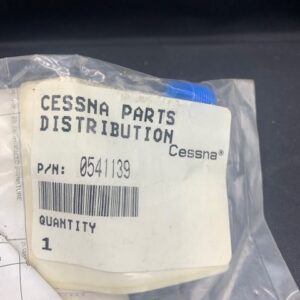 CESSNA PARTS
DISTRIBUTION
Cessna®
P/N: 0541139
QUANTITY
1